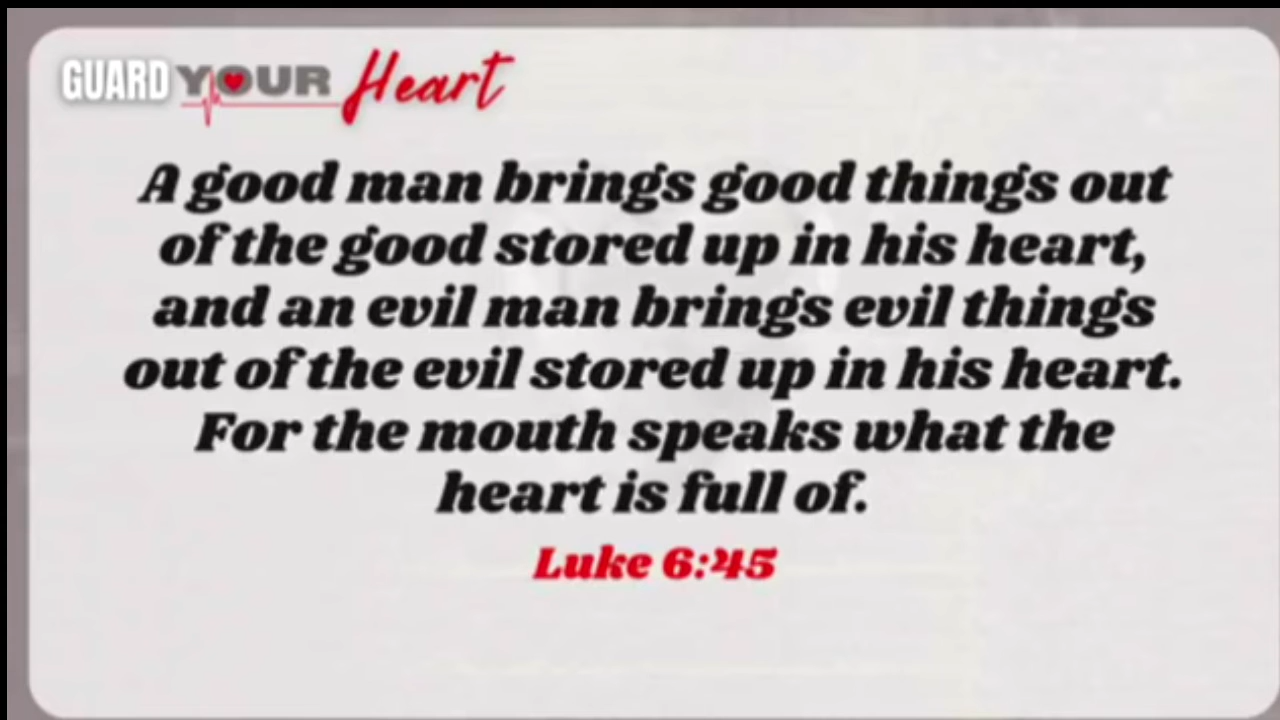 GUARD YOUR Heart
A good man brings good things out
of the good stored up in his heart,
and an evil man brings evil things
out of the evil stored up in his heart.
For the mouth speaks what the
heart is full of.
Luke 6:45